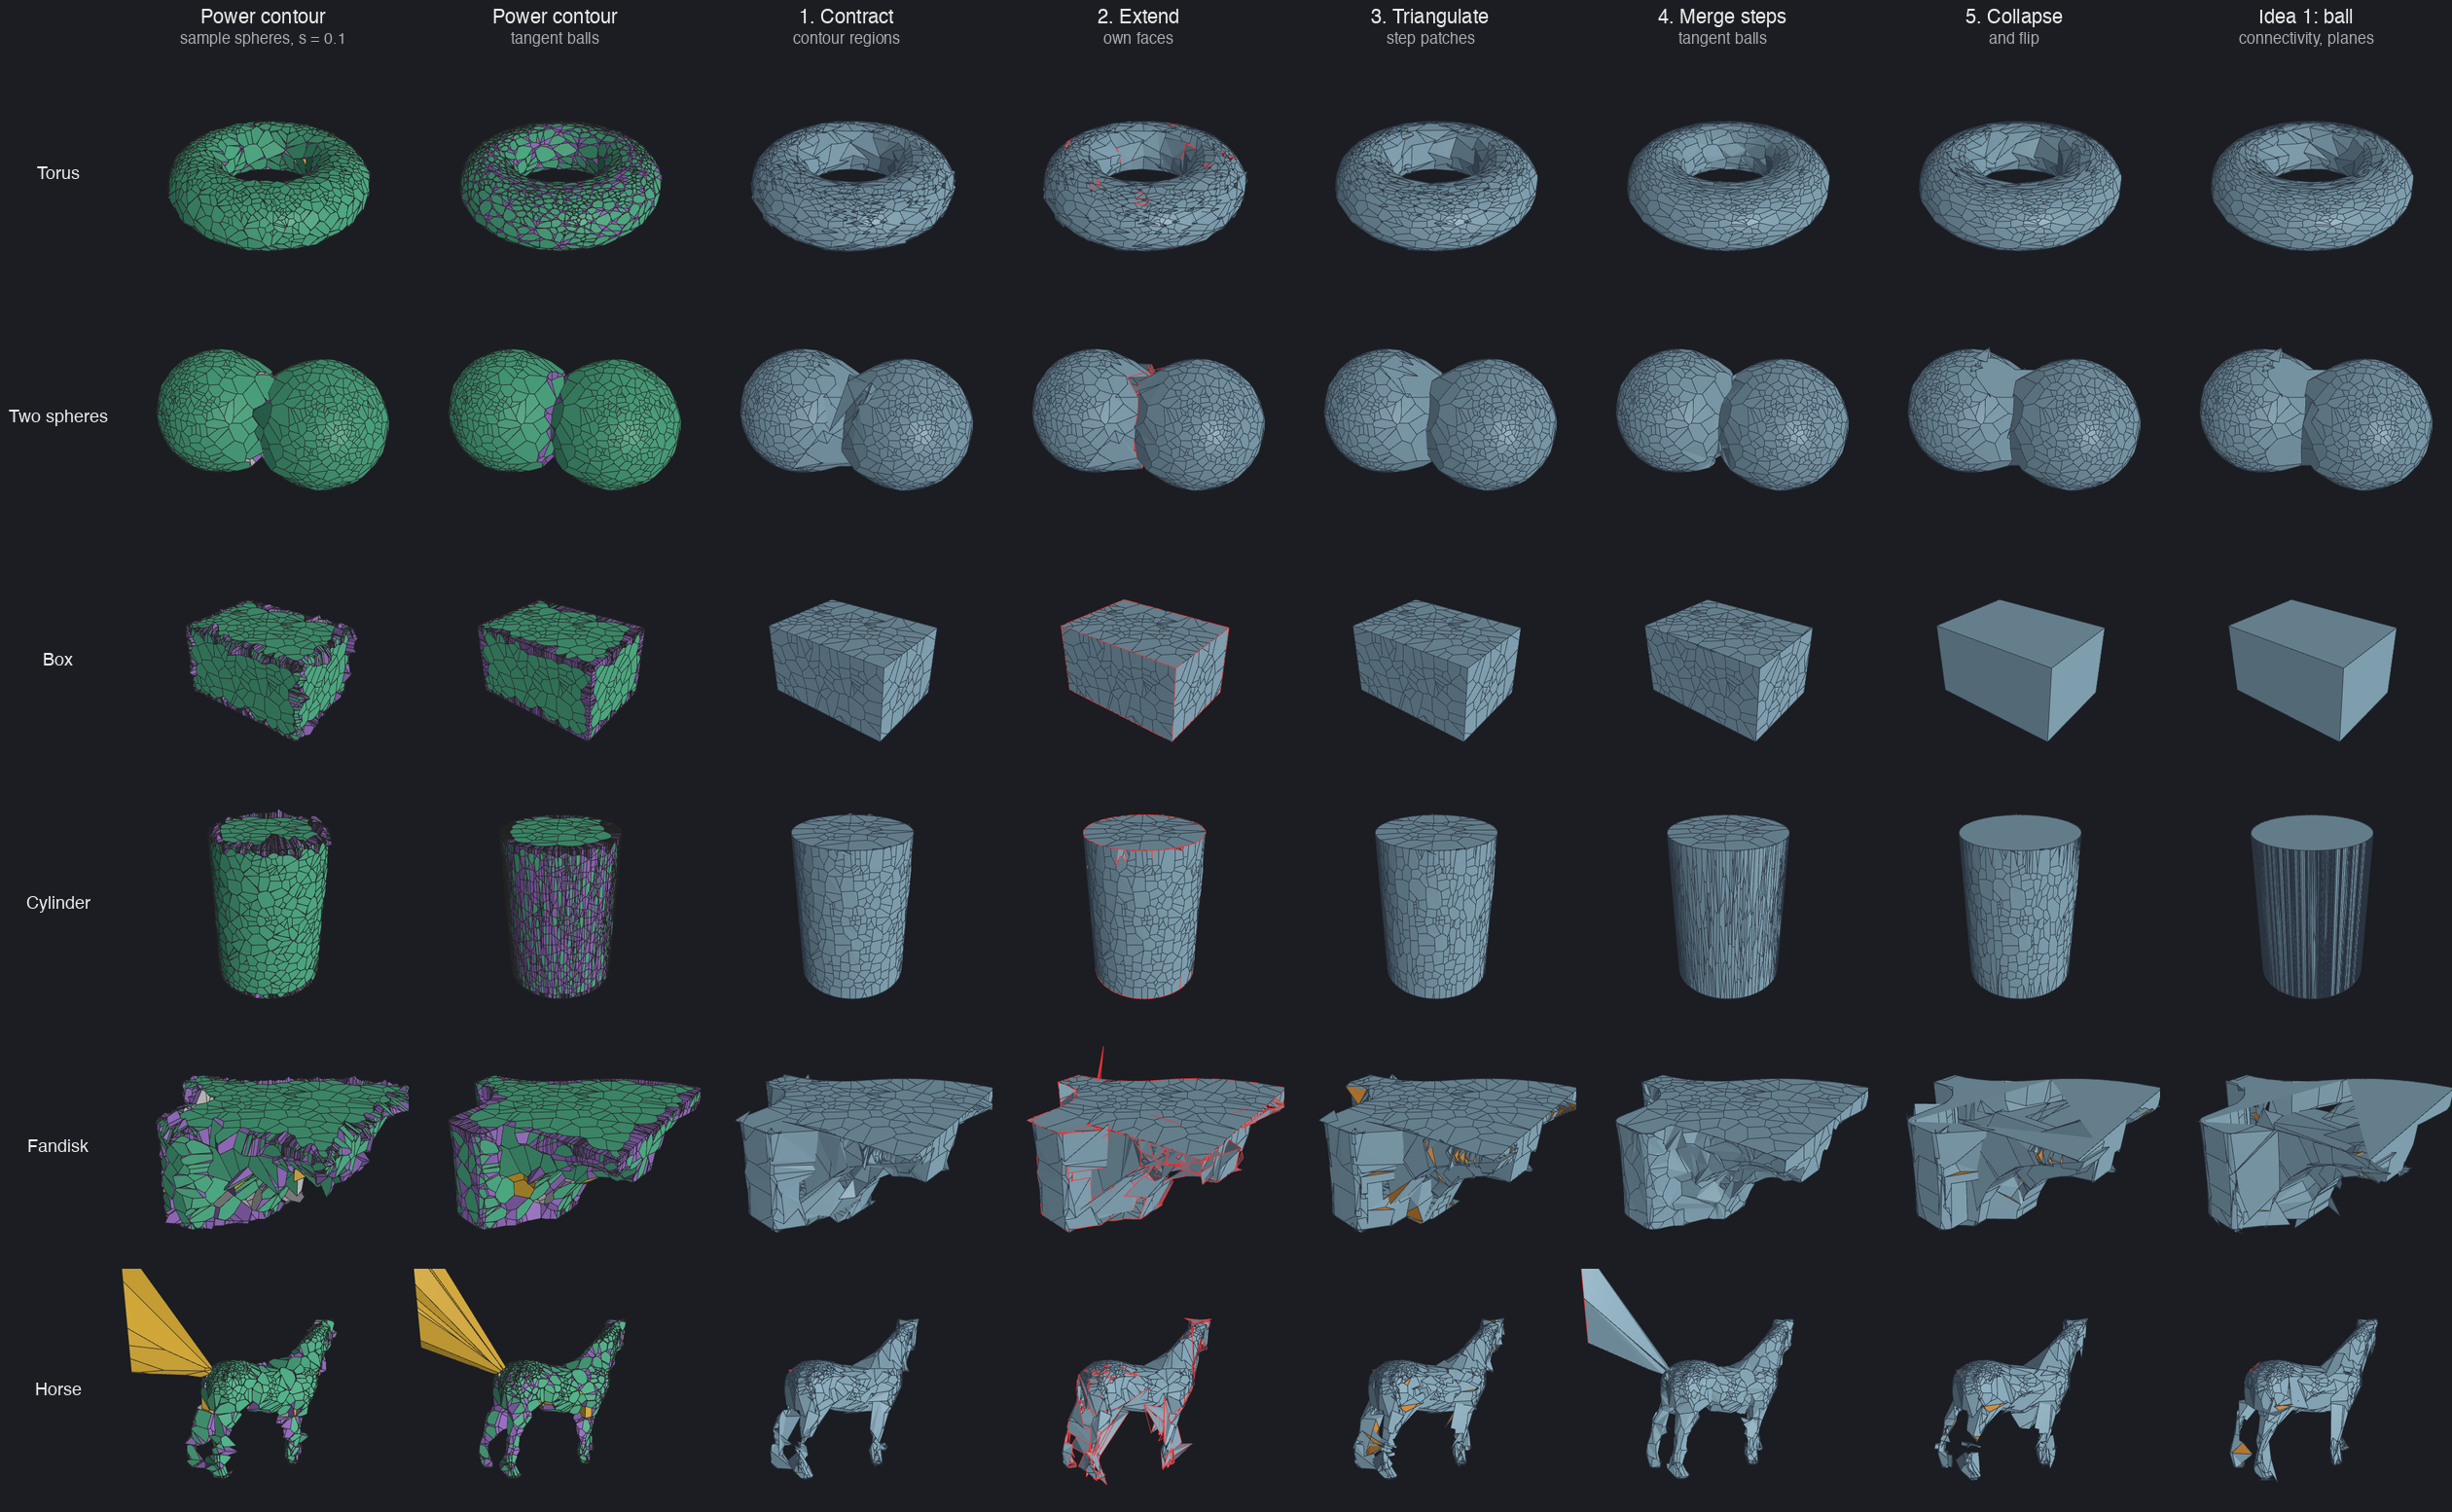 Power contour
sample spheres, s = 0.1
Power contour
tangent balls
1. Contract
contour regions
2. Extend
own faces
3. Triangulate
step patches
4. Merge steps
tangent balls
5. Collapse
and flip
Idea 1: ball
connectivity, planes
Torus
Two spheres
Box
Cylinder
Fandisk
Horse